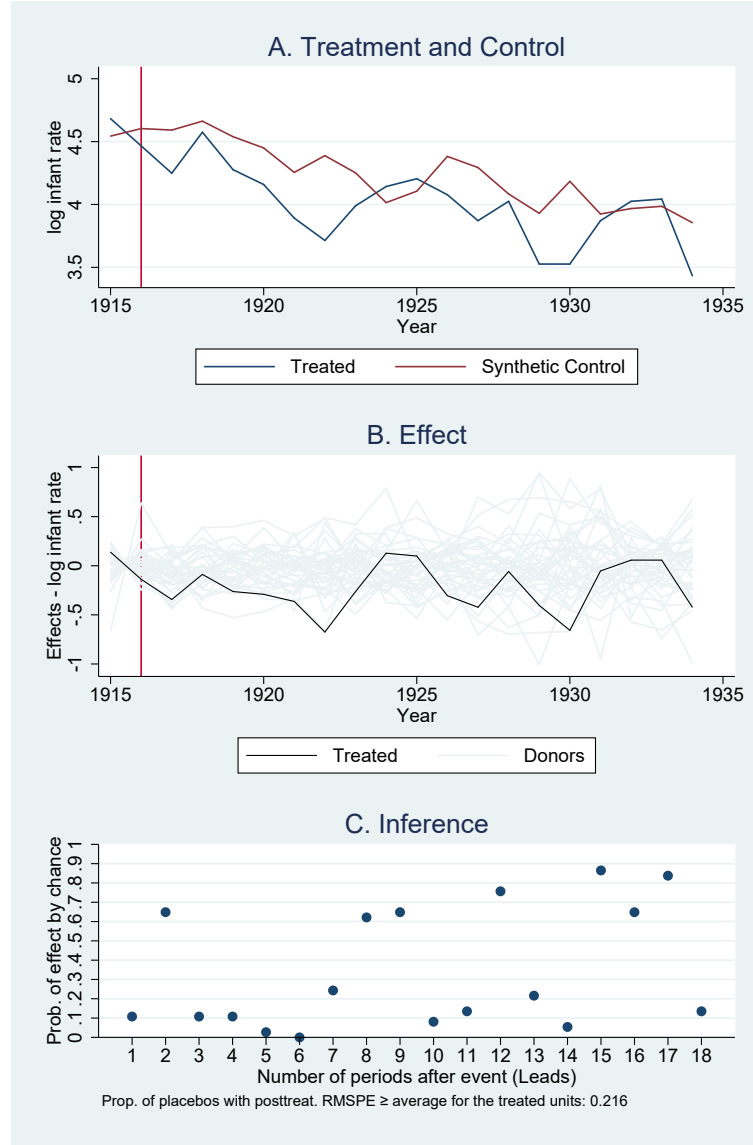 A. Treatment and Control
log infant rate
5
4.5
4
3.5
1915 1920 1925 1930 1935
Year
Treated Synthetic Control
B. Effect
Effects - log infant rate
1
.5
0
-.5
-1
1915 1920 1925 1930 1935
Year
Treated Donors
C. Inference
Prob. of effect by chance
0 .1 .2 .3 .4 .5 .6 .7 .8 .9 1
1 2 3 4 5 6 7 8 9 10 11 12 13 14 15 16 17 18
Number of periods after event (Leads)
Prop. of placebos with posttreat. RMSPE ≥ average for the treated units: 0.216